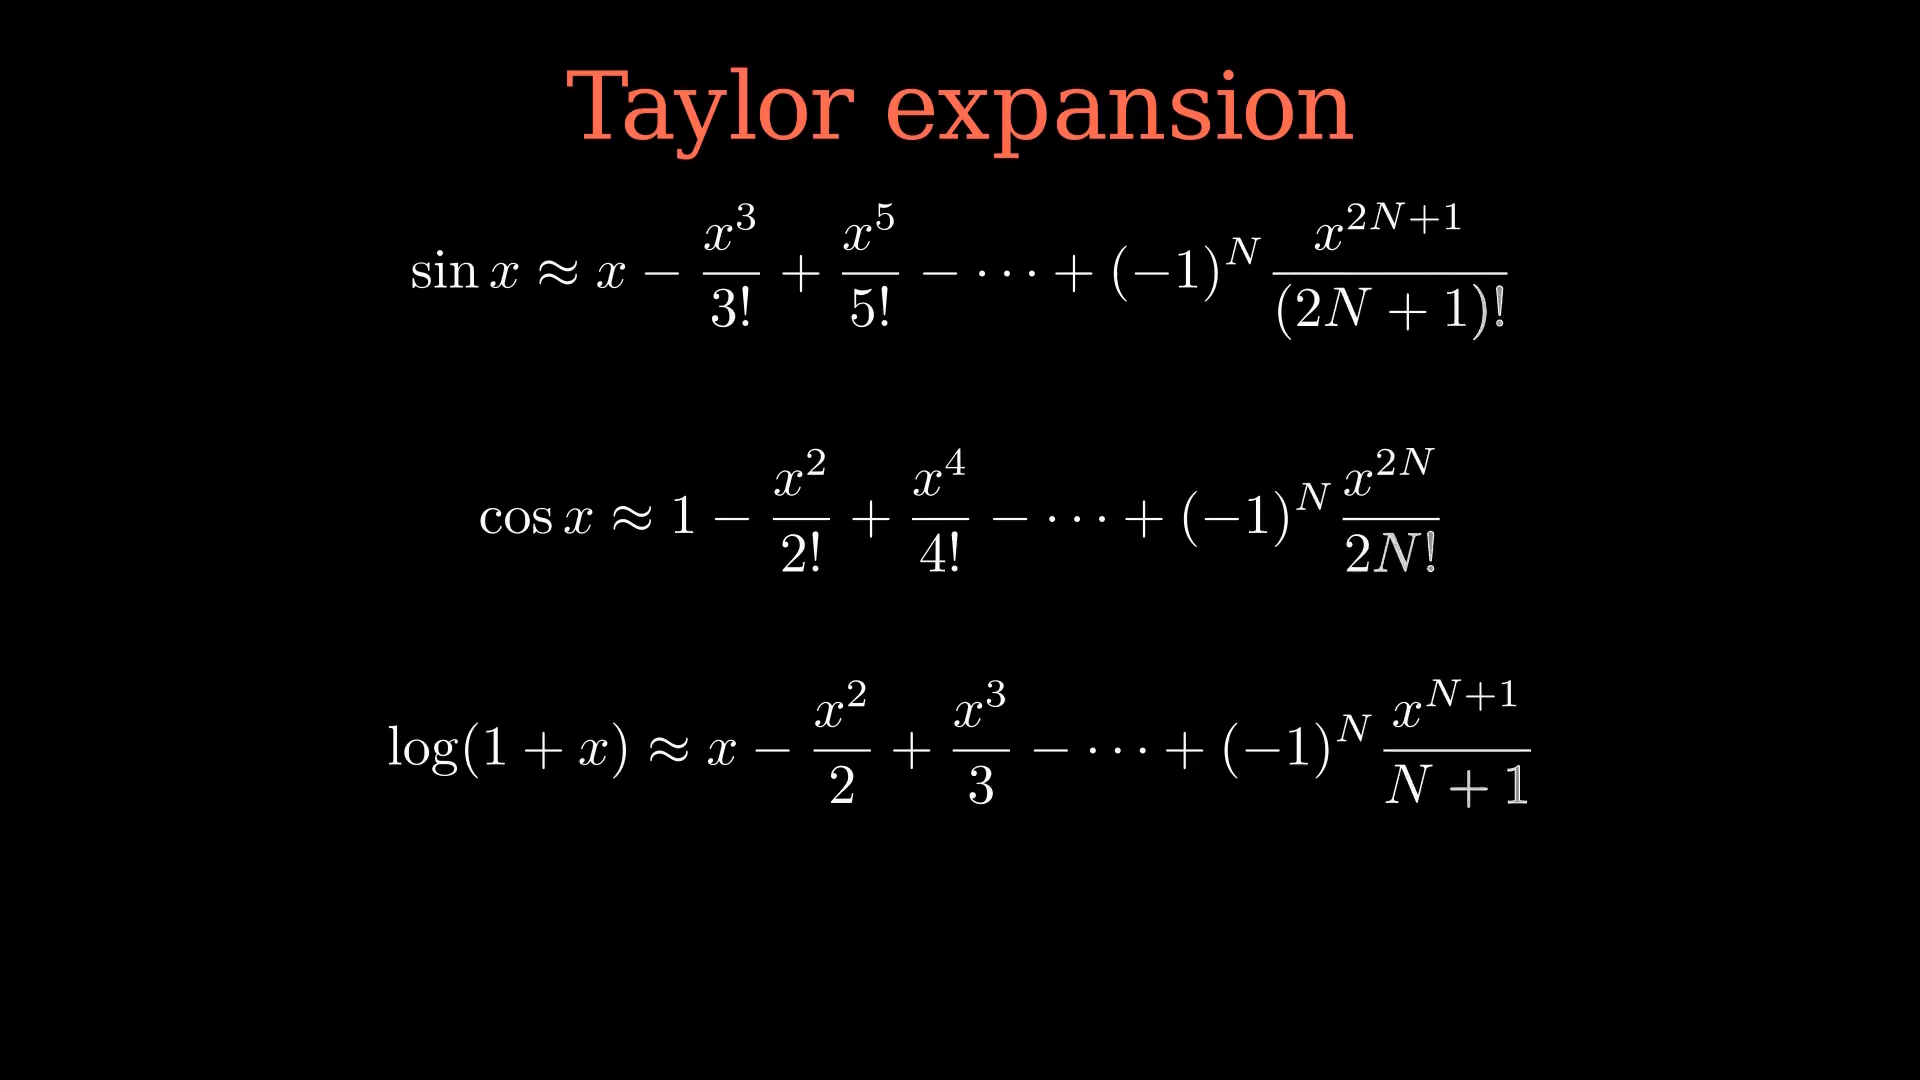 Taylor expansion
sin x ≈ x − x³/3! + x⁵/5! − ··· + (−1)^N x^{2N+1}/(2N + 1)!
cos x ≈ 1 − x²/2! + x⁴/4! − ··· + (−1)^N x^{2N}/2N!
log(1 + x) ≈ x − x²/2 + x³/3 − ··· + (−1)^N x^{N+1}/N + 1